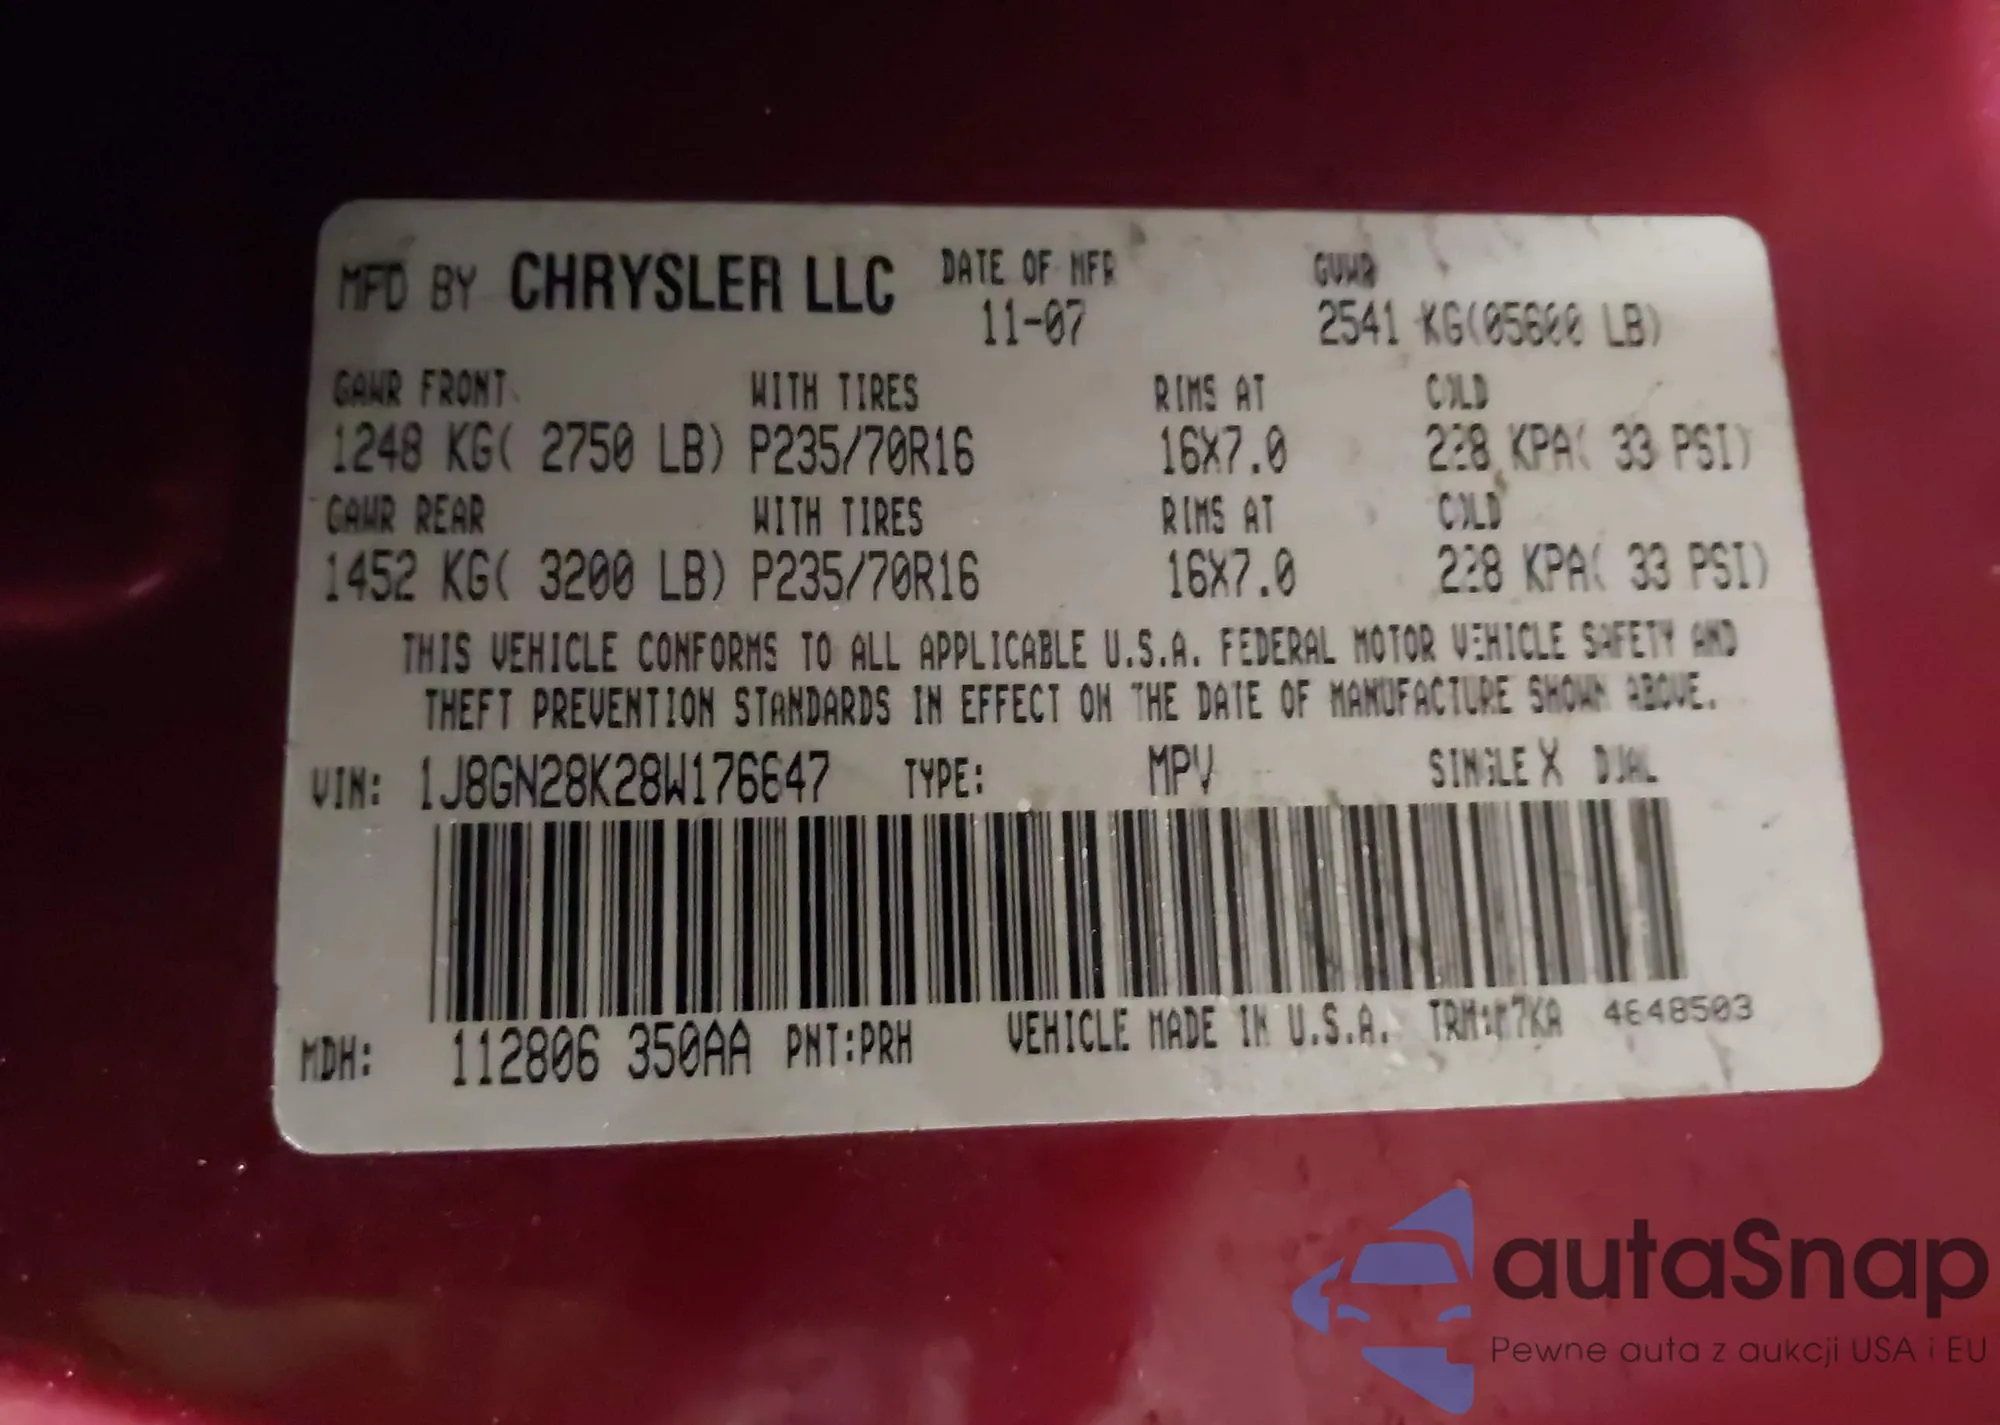 MFD BY CHRYSLER LLC DATE OF MFR GVWR
11-07 2541 KG(05600 LB)
GAWR FRONT WITH TIRES RIMS AT COLD
1248 KG( 2750 LB) P235/70R16 16X7.0 228 KPA( 33 PSI)
GAWR REAR WITH TIRES RIMS AT COLD
1452 KG( 3200 LB) P235/70R16 16X7.0 228 KPA( 33 PSI)
THIS VEHICLE CONFORMS TO ALL APPLICABLE U.S.A. FEDERAL MOTOR VEHICLE SAFETY AND
THEFT PREVENTION STANDARDS IN EFFECT ON THE DATE OF MANUFACTURE SHOWN ABOVE.
VIN: 1J8GN28K28W176647 TYPE: MPV SINGLE X DUAL
MDH: 112806 350AA PNT:PRH VEHICLE MADE IN U.S.A. 4648503
autaSnap
Pewne auta z aukcji USA i EU